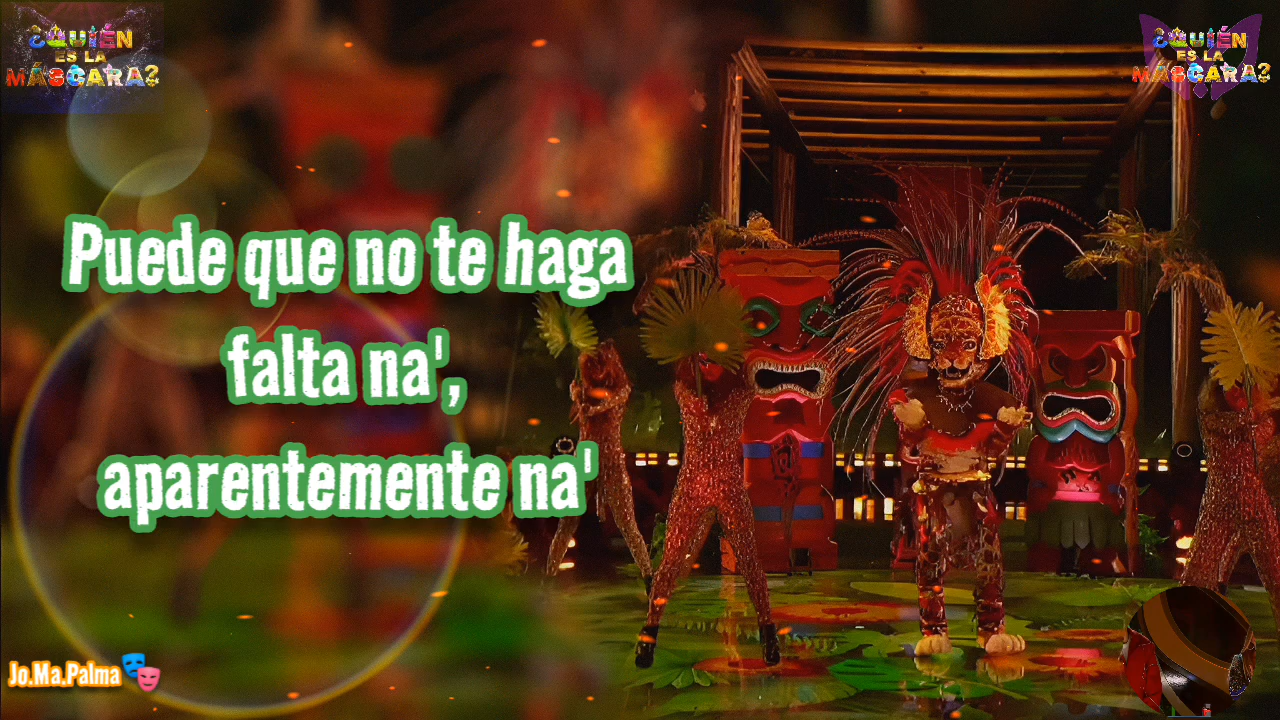 ¿QUIÉN
ES LA
MÁSCARA?
¿QUIÉN
ES LA
MÁSCARA?
Puede que no te haga
falta na',
aparentemente na'
Jo.Ma.Palma